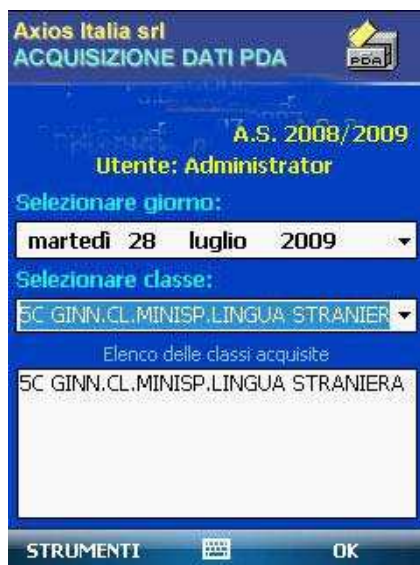 Axios Italia srl
ACQUISIZIONE DATI PDA
PDA
A.S. 2008/2009
Utente: Administrator
Selezionare giorno:
martedì 28 luglio 2009
Selezionare classe:
5C GINN.CL.MINISP.LINGUA STRANIER
Elenco delle classi acquisite
5C GINN.CL.MINISP.LINGUA STRANIERA
STRUMENTI OK